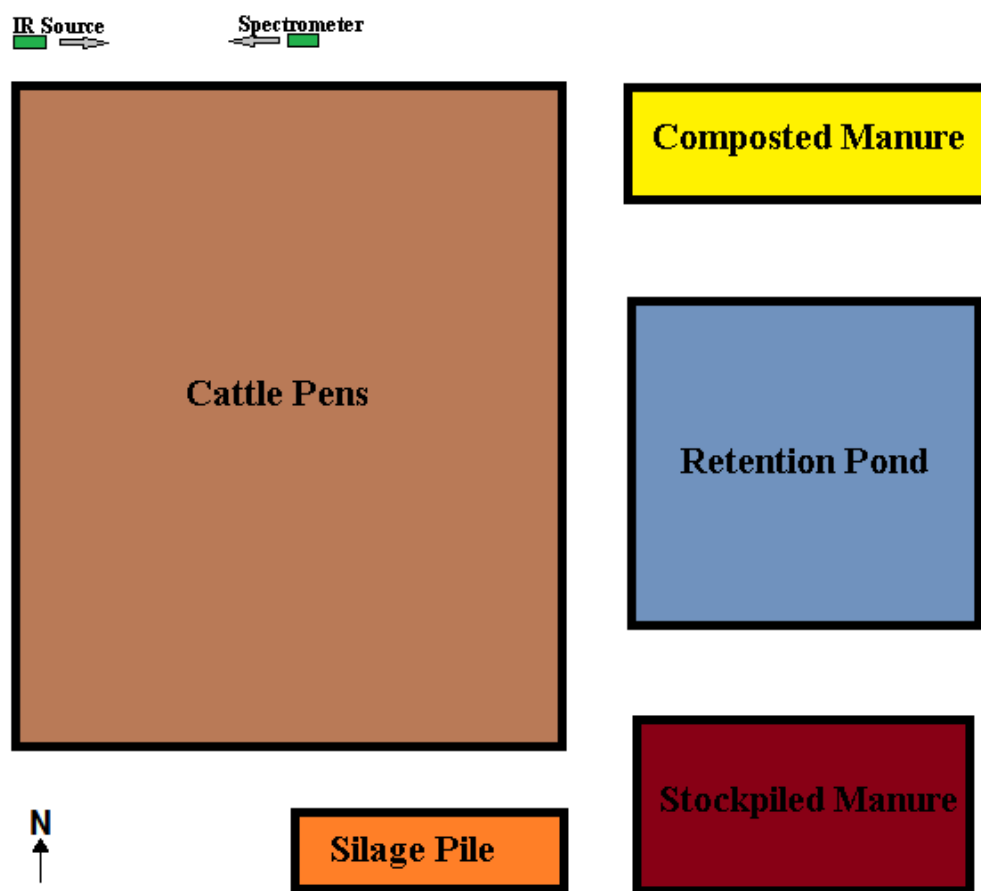 IR Source
Spectrometer
Composted Manure
Cattle Pens
Retention Pond
Stockpiled Manure
N
Silage Pile